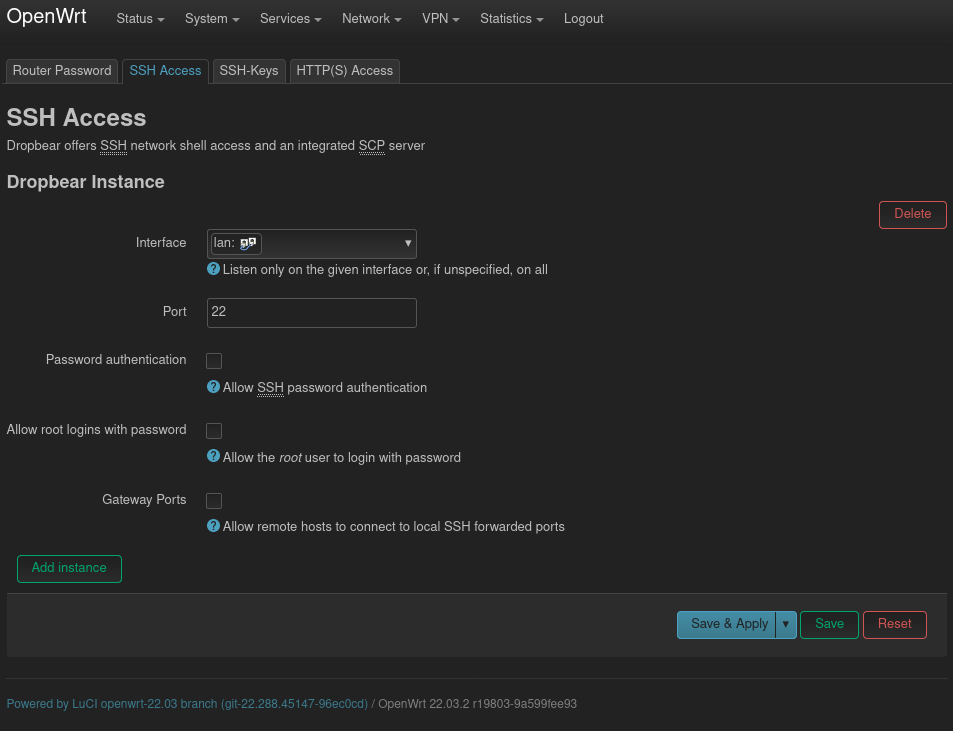 OpenWrt Status System Services Network VPN Statistics Logout
Router Password SSH Access SSH-Keys HTTP(S) Access
SSH Access
Dropbear offers SSH network shell access and an integrated SCP server
Dropbear Instance
Delete
Interface lan:
Listen only on the given interface or, if unspecified, on all
Port 22
Password authentication
Allow SSH password authentication
Allow root logins with password
Allow the root user to login with password
Gateway Ports
Allow remote hosts to connect to local SSH forwarded ports
Add instance
Save & Apply Save Reset
Powered by LuCI openwrt-22.03 branch (git-22.288.45147-96ec0cd) / OpenWrt 22.03.2 r19803-9a599fee93